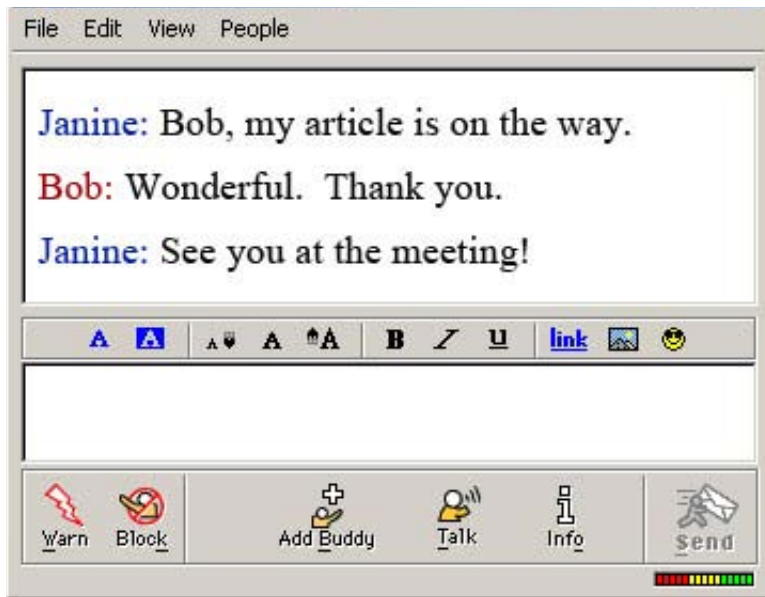 File Edit View People
Janine: Bob, my article is on the way.
Bob: Wonderful.  Thank you.
Janine: See you at the meeting!
A A A A A B I U link
Warn Block Add Buddy Talk Info Send